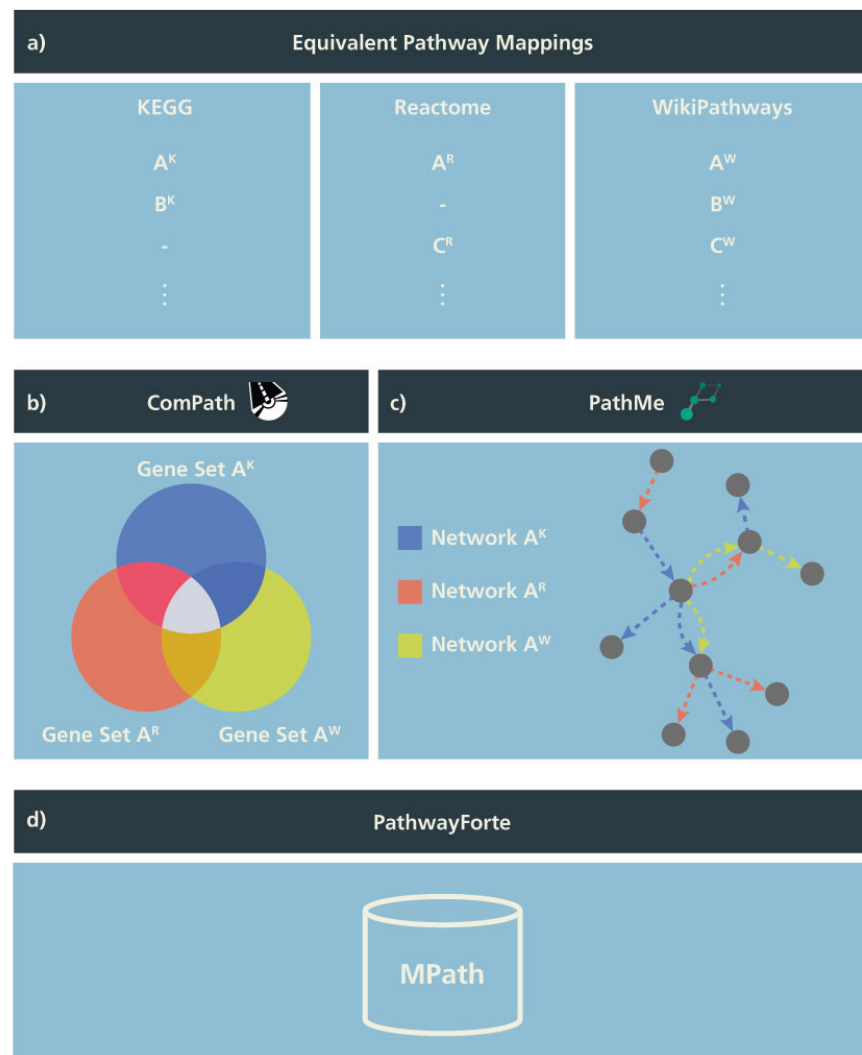 a) Equivalent Pathway Mappings
KEGG Reactome WikiPathways
Aᴷ Aᴿ Aᵂ
Bᴷ - Bᵂ
- Cᴿ Cᵂ
⋮ ⋮ ⋮
b) ComPath c) PathMe
Gene Set Aᴷ
Gene Set Aᴿ Gene Set Aᵂ
Network Aᴷ
Network Aᴿ
Network Aᵂ
d) PathwayForte
MPath